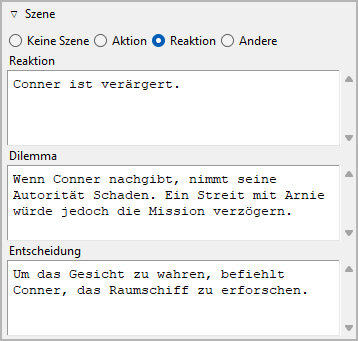 Szene
Keine Szene Aktion Reaktion Andere
Reaktion
Conner ist verärgert.
Dilemma
Wenn Conner nachgibt, nimmt seine
Autorität Schaden. Ein Streit mit Arnie
würde jedoch die Mission verzögern.
Entscheidung
Um das Gesicht zu wahren, befiehlt
Conner, das Raumschiff zu erforschen.